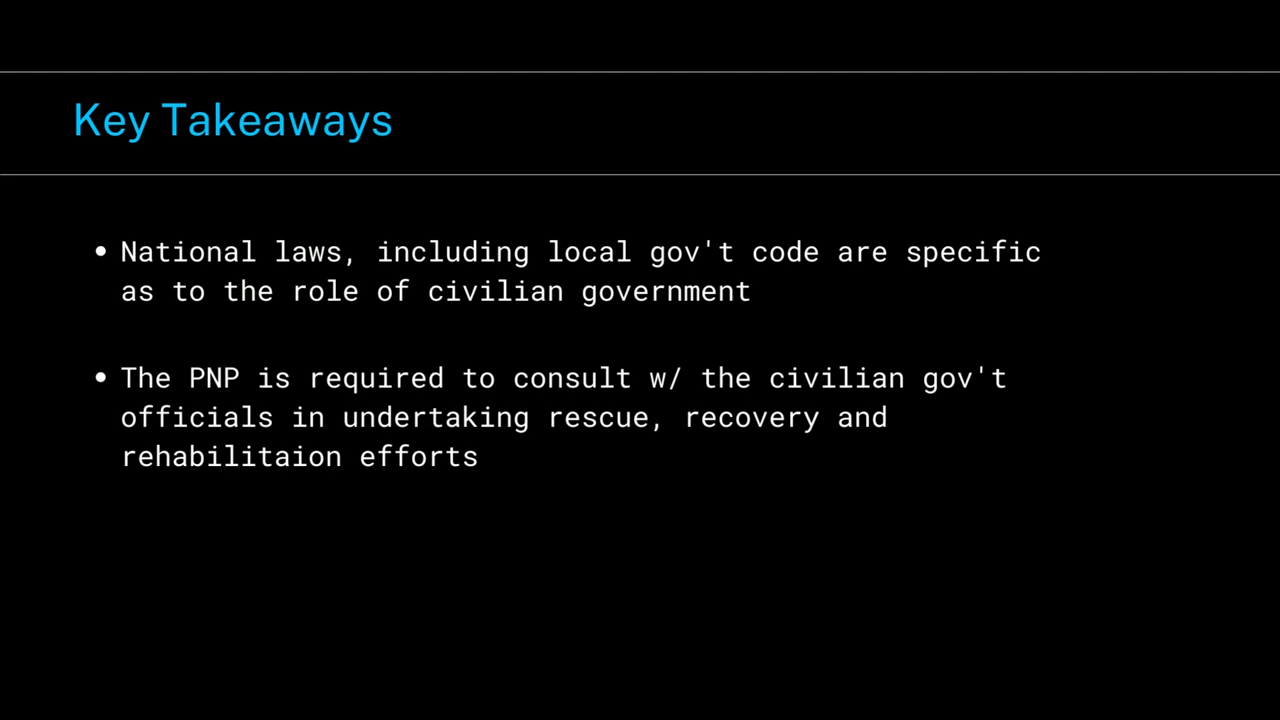 Key Takeaways
• National laws, including local gov't code are specific
as to the role of civilian government
• The PNP is required to consult w/ the civilian gov't
officials in undertaking rescue, recovery and
rehabilitaion efforts